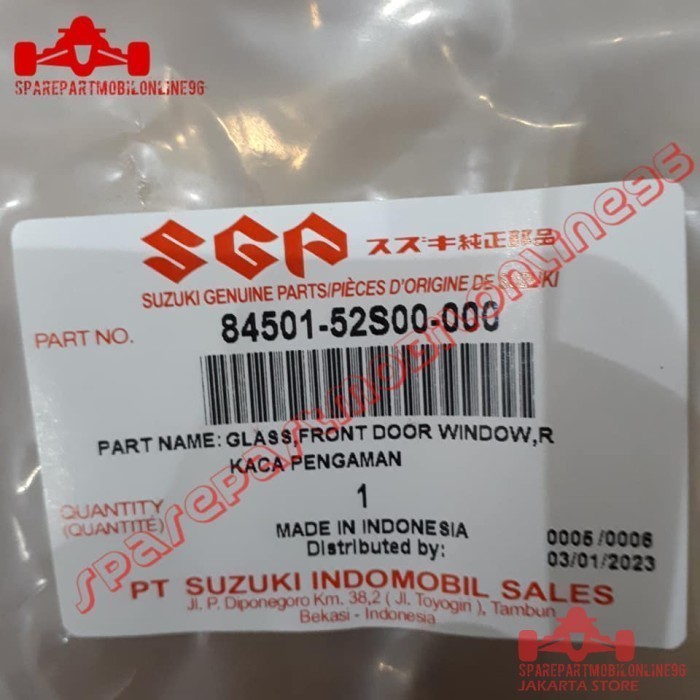 SPAREPARTMOBILONLINE96
SGP スズキ純正部品
SUZUKI GENUINE PARTS/PIÈCES D'ORIGINE DE SUZUKI
PART NO. 84501-52S00-000
PART NAME: GLASS,FRONT DOOR WINDOW,R
KACA PENGAMAN
QUANTITY 1
(QUANTITÉ)
MADE IN INDONESIA 0005 /0006
Distributed by: 03/01/2023
PT SUZUKI INDOMOBIL SALES
Jl. P. Diponegoro Km. 38,2 ( Jl. Toyogiri ), Tambun
Bekasi - Indonesia
sparepartmobilonline96
SPAREPARTMOBILONLINE96
JAKARTA STORE